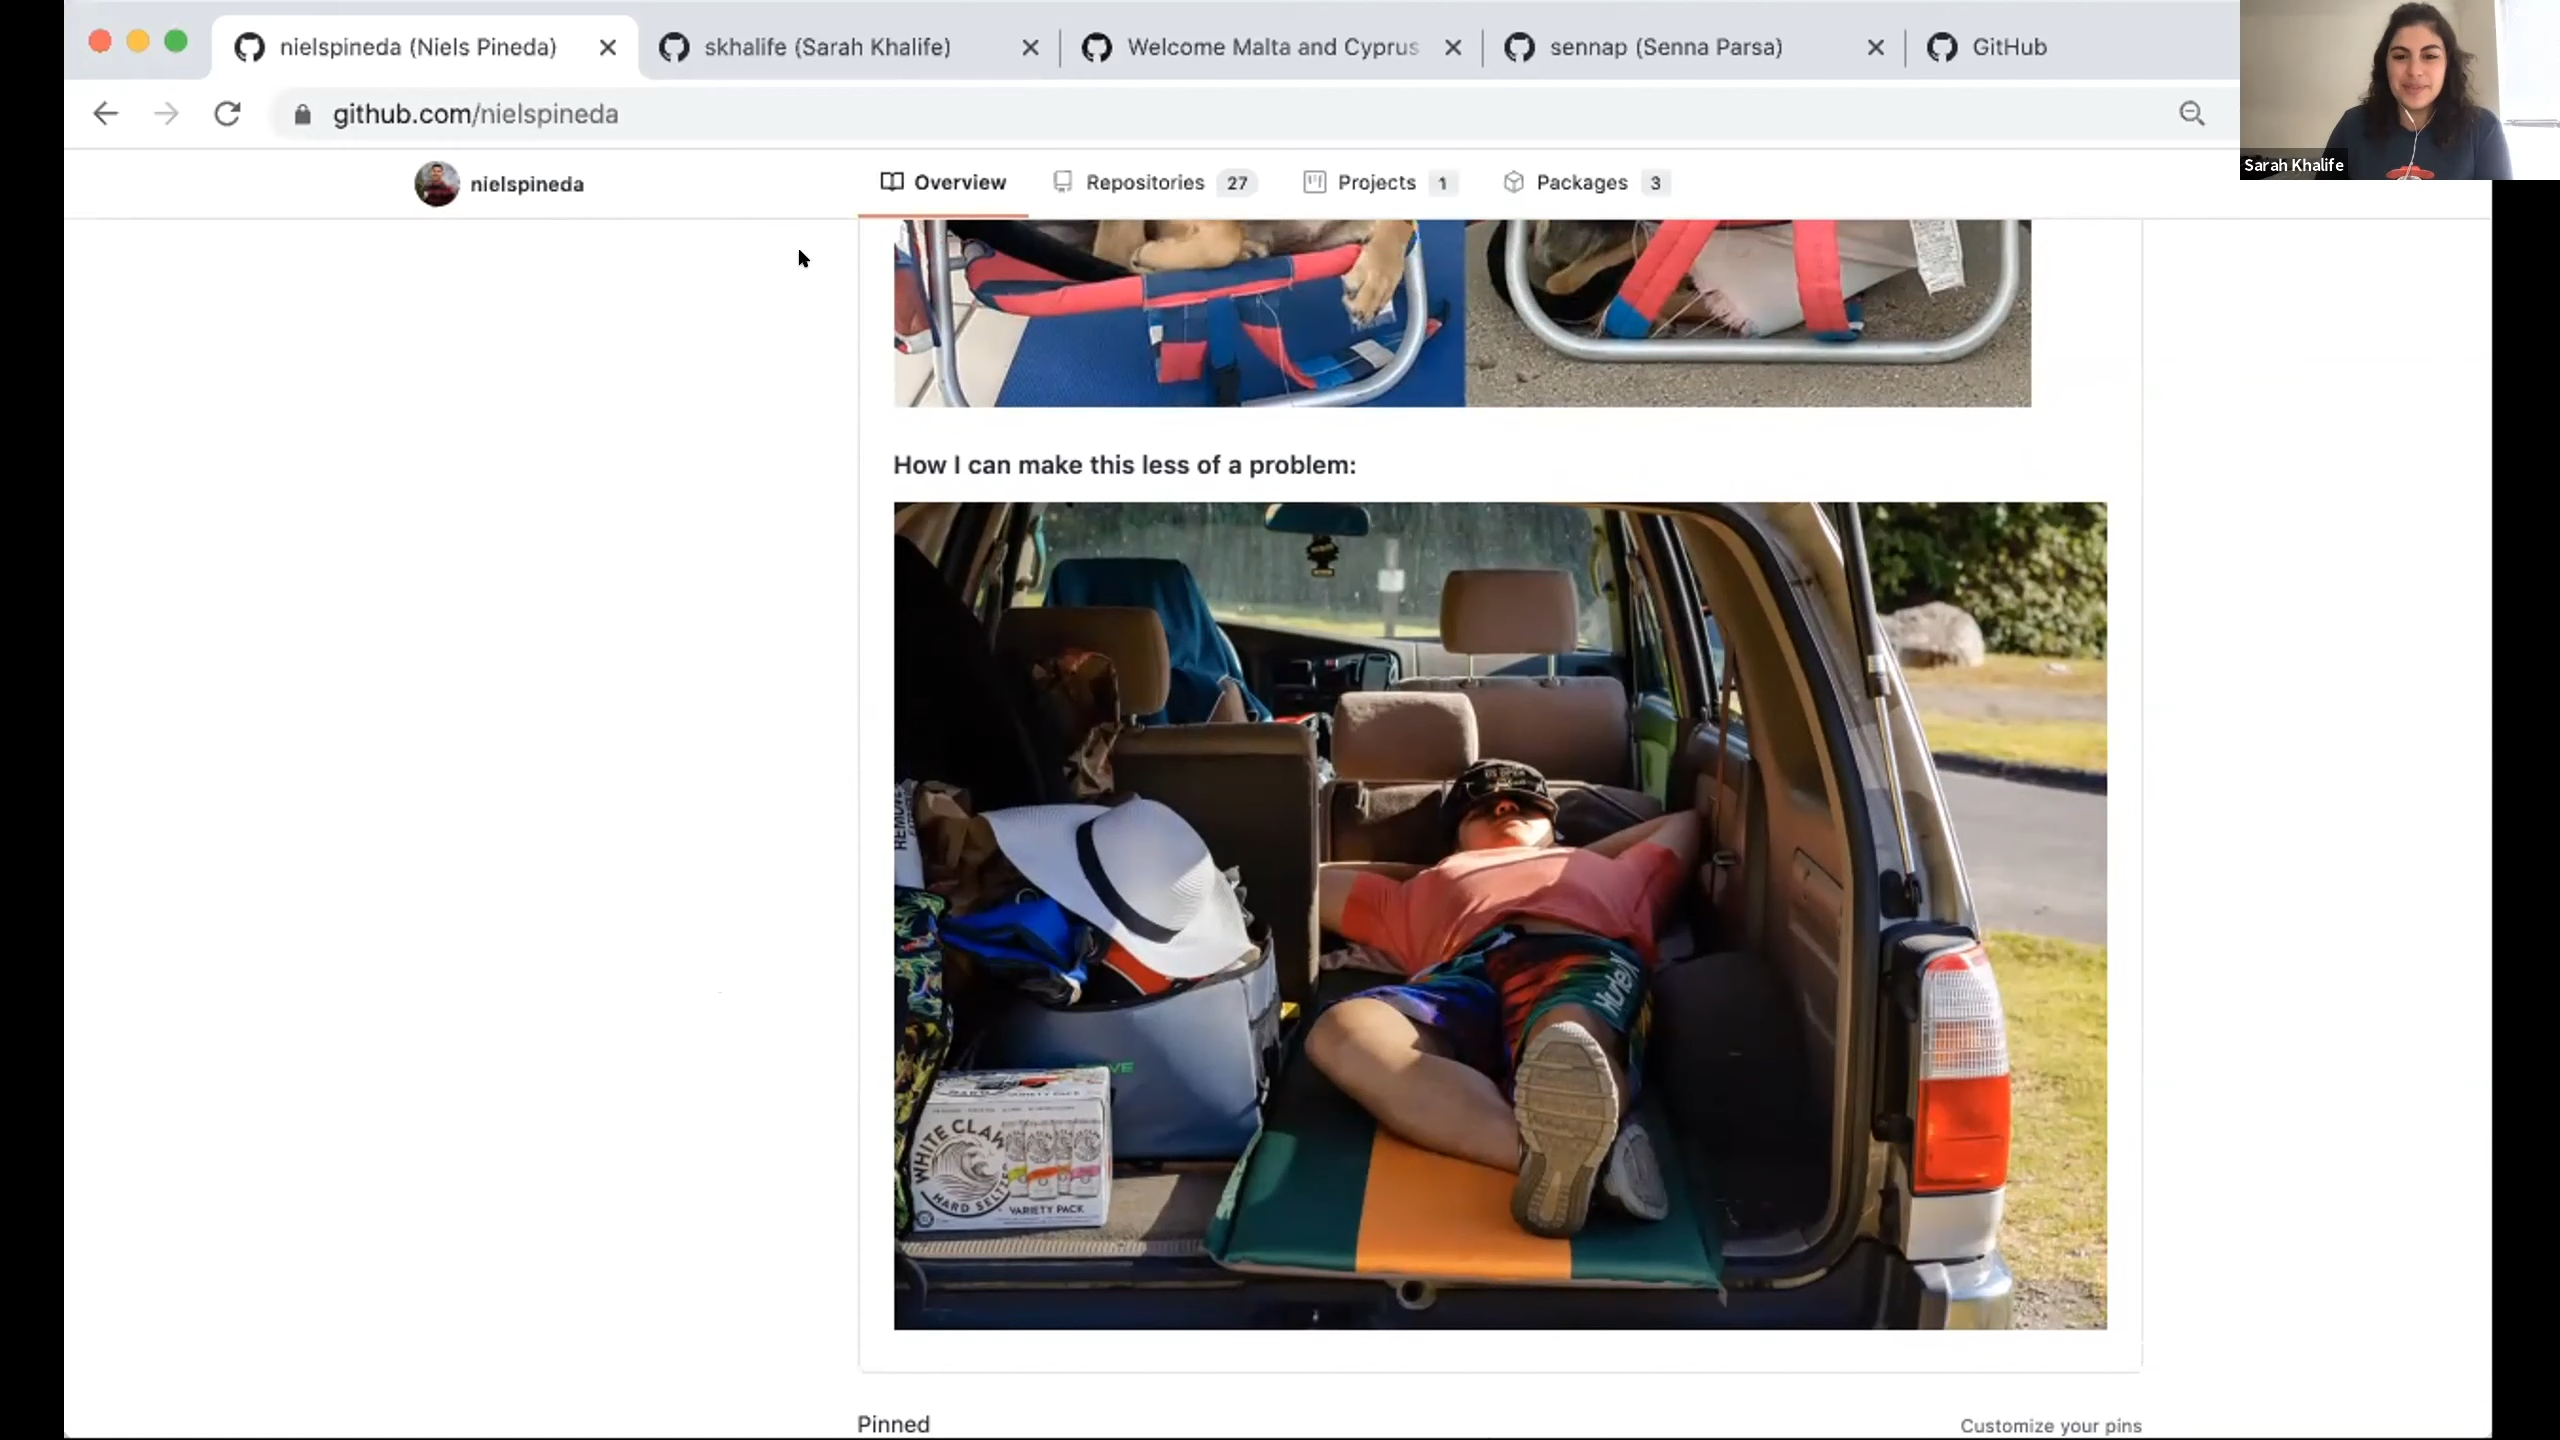 nielspineda (Niels Pineda)
skhalife (Sarah Khalife)
Welcome Malta and Cyprus
sennap (Senna Parsa)
GitHub
github.com/nielspineda
Sarah Khalife
nielspineda
Overview
Repositories 27
Projects 1
Packages 3
How I can make this less of a problem:
Hurley
VARIETY PACK
WHITE CLAW
HARD SELTZER
VARIETY PACK
Pinned
Customize your pins